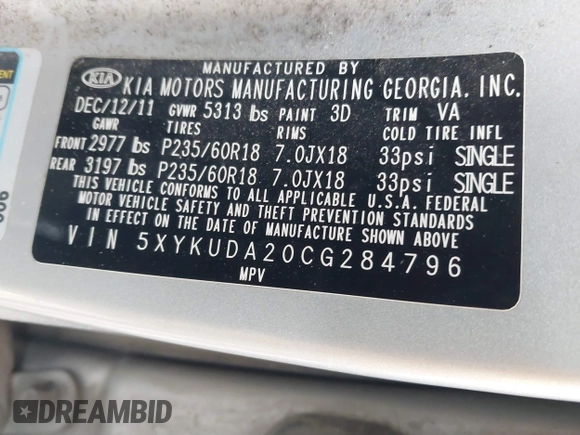 MANUFACTURED BY
KIA KIA MOTORS MANUFACTURING GEORGIA, INC.
DEC/12/11 GVWR 5313 lbs PAINT 3D TRIM VA
GAWR TIRES RIMS COLD TIRE INFL
FRONT 2977 lbs P235/60R18 7.0JX18 33psi SINGLE
REAR 3197 lbs P235/60R18 7.0JX18 33psi SINGLE
THIS VEHICLE CONFORMS TO ALL APPLICABLE U.S.A. FEDERAL
MOTOR VEHICLE SAFETY AND THEFT PREVENTION STANDARDS
IN EFFECT ON THE DATE OF MANUFACTURE SHOWN ABOVE
VIN 5XYKUDA20CG284796
MPV
DREAMBID